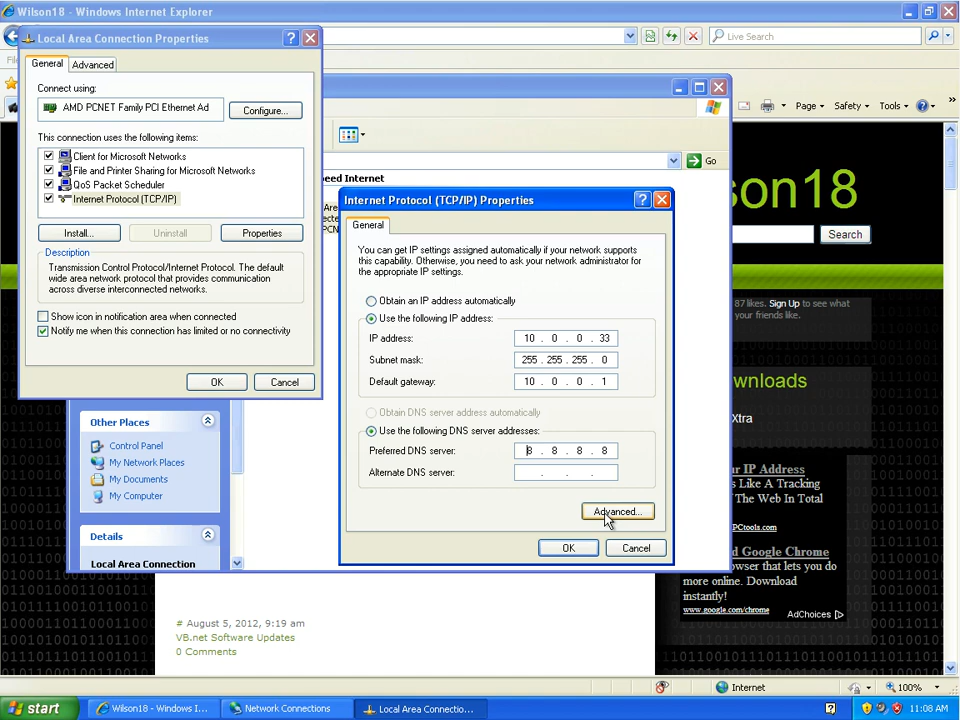 Wilson18 - Windows Internet Explorer
Live Search
Page
Safety
Tools
Go
Local Area Connection Properties
General
Advanced
Connect using:
AMD PCNET Family PCI Ethernet Ad
Configure...
This connection uses the following items:
Client for Microsoft Networks
File and Printer Sharing for Microsoft Networks
QoS Packet Scheduler
Internet Protocol (TCP/IP)
Install...
Uninstall
Properties
Description
Transmission Control Protocol/Internet Protocol. The default
wide area network protocol that provides communication
across diverse interconnected networks.
Show icon in notification area when connected
Notify me when this connection has limited or no connectivity
OK
Cancel
peed Internet
Internet Protocol (TCP/IP) Properties
General
You can get IP settings assigned automatically if your network supports
this capability. Otherwise, you need to ask your network administrator for
the appropriate IP settings.
Obtain an IP address automatically
Use the following IP address:
IP address:
10 . 0 . 0 . 33
Subnet mask:
255 . 255 . 255 . 0
Default gateway:
10 . 0 . 0 . 1
Obtain DNS server address automatically
Use the following DNS server addresses:
Preferred DNS server:
8 . 8 . 8 . 8
Alternate DNS server:
. . .
Advanced...
OK
Cancel
Other Places
Control Panel
My Network Places
My Documents
My Computer
Details
Local Area Connection
son18
Search
87 likes. Sign Up to see what
your friends like.
wnloads
Xtra
ur IP Address
s Like A Tracking
The Web In Total
PCtools.com
d Google Chrome
owser that lets you do
more online. Download
instantly!
www.google.com/chrome
AdChoices
# August 5, 2012, 9:19 am
VB.net Software Updates
0 Comments
Internet
100%
start
Wilson18 - Windows I...
Network Connections
Local Area Connectio...
11:08 AM